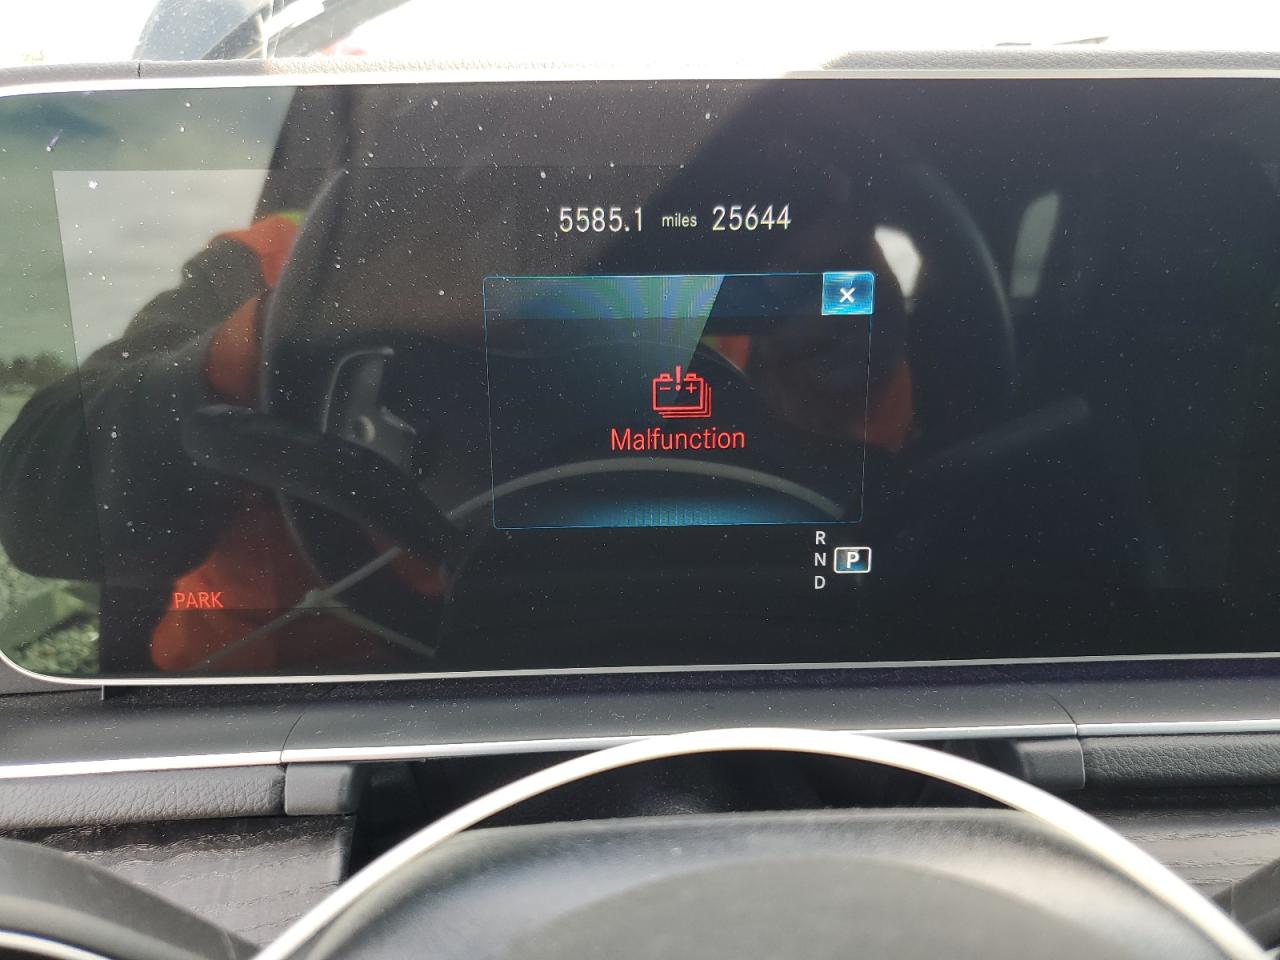 5585.1 miles 25644
×
Malfunction
R
N P
D
PARK